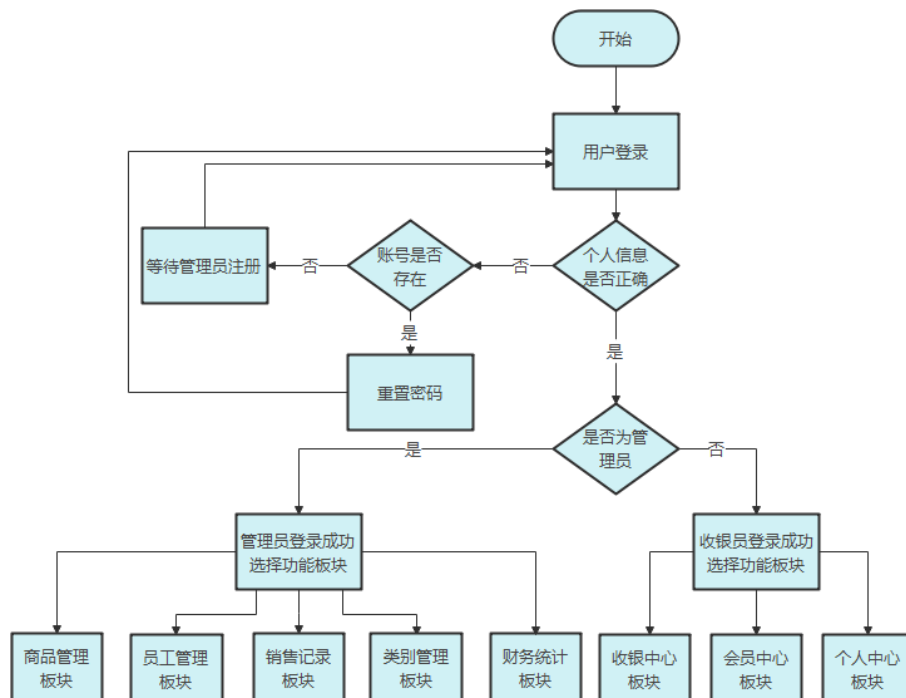 开始
用户登录
个人信息
是否正确
否
账号是否
存在
否
等待管理员注册
是
重置密码
是
是否为管
理员
是
否
管理员登录成功
选择功能板块
收银员登录成功
选择功能板块
商品管理
板块
员工管理
板块
销售记录
板块
类别管理
板块
财务统计
板块
收银中心
板块
会员中心
板块
个人中心
板块